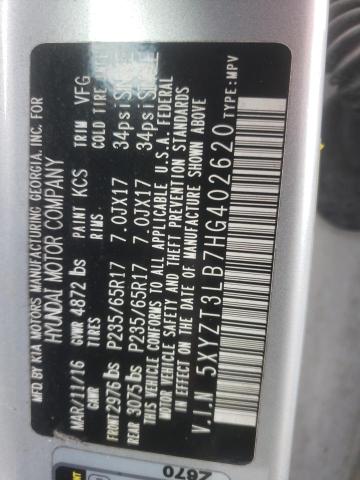 MFD.BY KIA MOTORS MANUFACTURING GEORGIA, INC. FOR
HYUNDAI MOTOR COMPANY
MAR/11/16 GVWR 4872 lbs PAINT KCS TRIM VFG
GAWR TIRES RIMS COLD TIRE
FRONT 2976 lbs P235/65R17 7.0JX17 34psi
REAR 3075 lbs P235/65R17 7.0JX17 34psi
THIS VEHICLE CONFORMS TO ALL APPLICABLE U.S.A. FEDERAL
MOTOR VEHICLE SAFETY AND THEFT PREVENTION STANDARDS
IN EFFECT ON THE DATE OF MANUFACTURE SHOWN ABOVE
V.I.N 5XYZT3LB7HG402620 TYPE:MPV
Z670